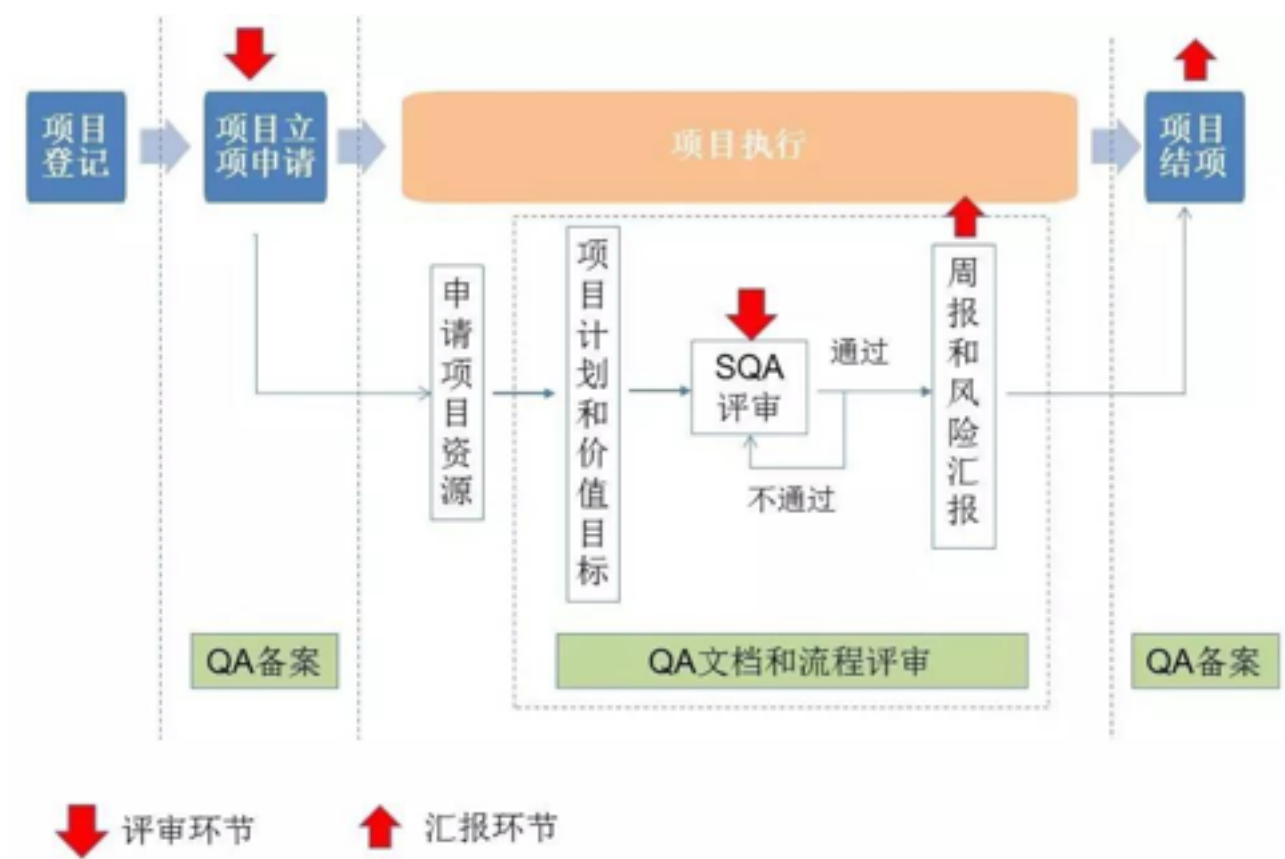 项目
登记
项目立
项申请
项目执行
项目
结项
申请项目资源
项目计划和价值目标
SQA
评审
通过
不通过
周报和风险汇报
QA备案
QA文档和流程评审
QA备案
评审环节
汇报环节